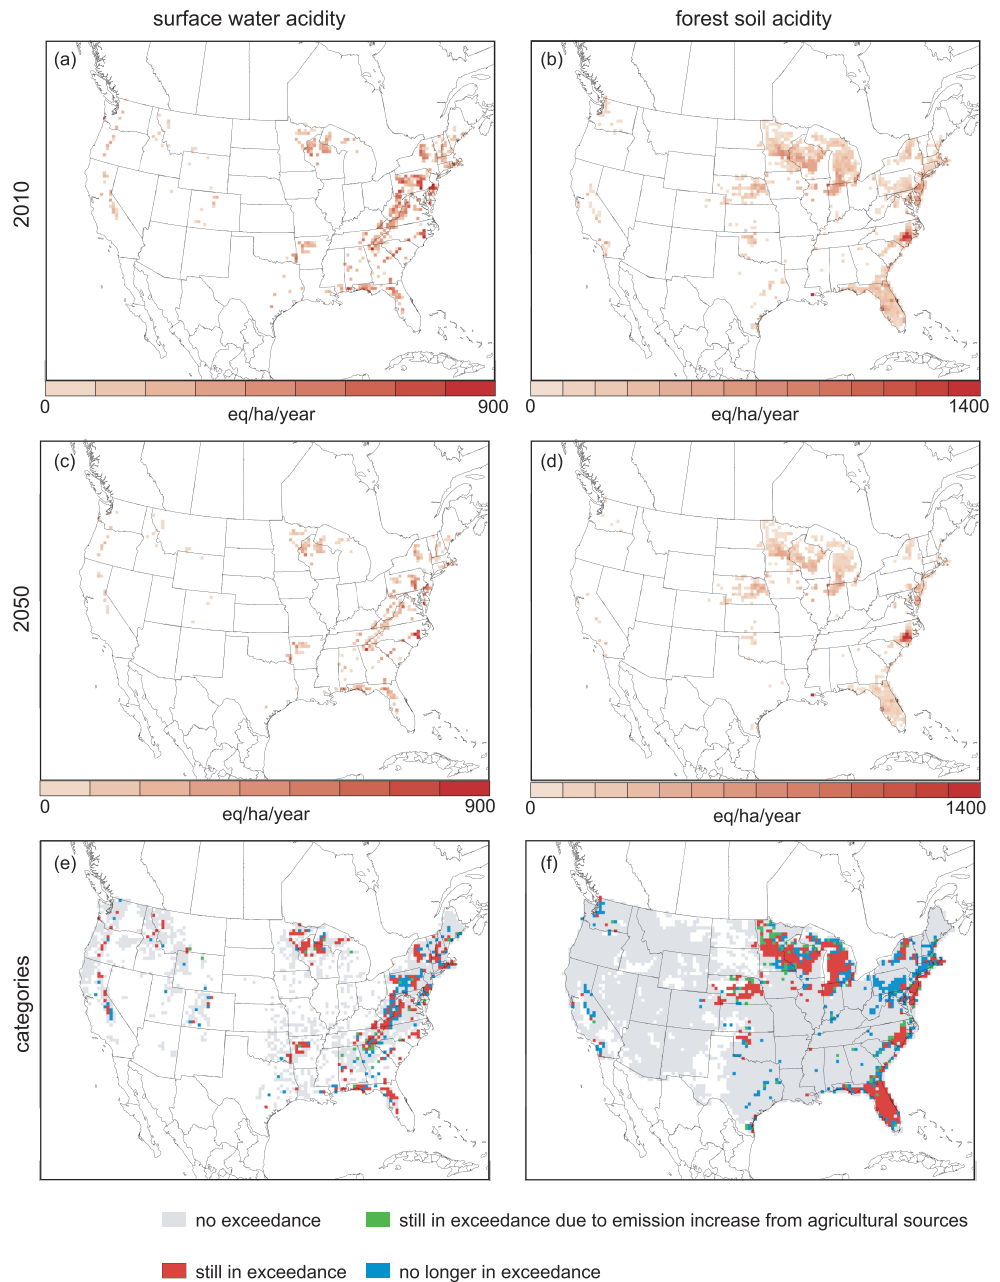 surface water acidity
forest soil acidity
(a)
(b)
2010
0
900
eq/ha/year
0
1400
eq/ha/year
(c)
(d)
2050
0
900
eq/ha/year
0
1400
eq/ha/year
(e)
(f)
categories
no exceedance
still in exceedance due to emission increase from agricultural sources
still in exceedance
no longer in exceedance